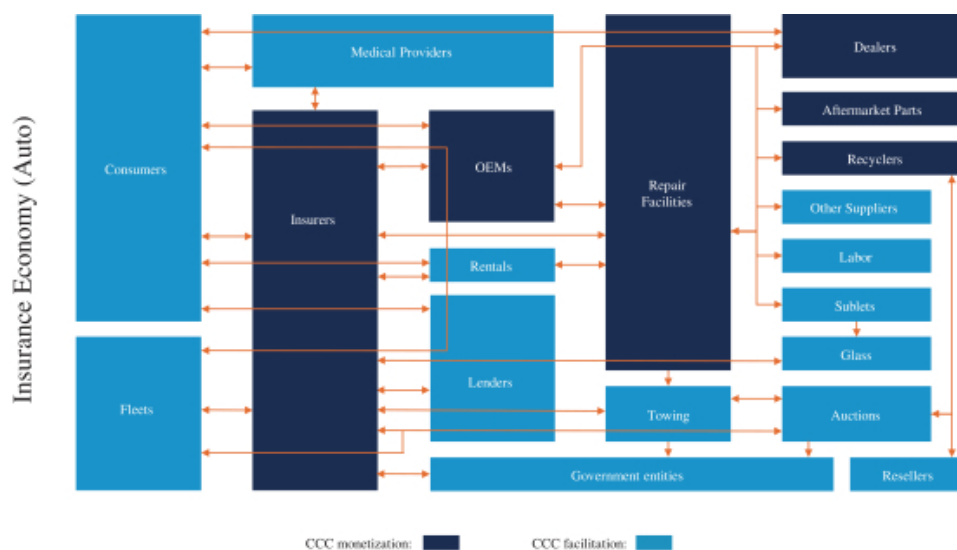 Insurance Economy (Auto)
Consumers
Fleets
Medical Providers
Insurers
OEMs
Rentals
Lenders
Repair
Facilities
Towing
Government entities
Dealers
Aftermarket Parts
Recyclers
Other Suppliers
Labor
Sublets
Glass
Auctions
Resellers
CCC monetization:
CCC facilitation: